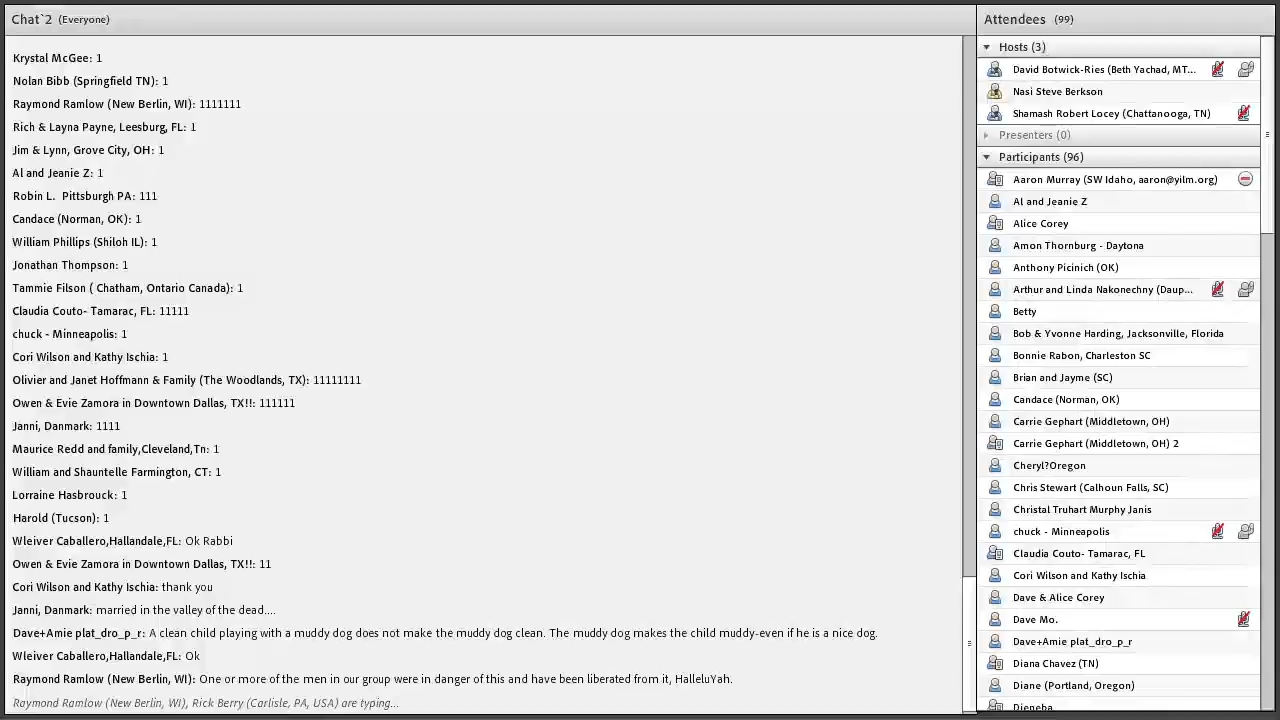 Chat`2 (Everyone)
Krystal McGee: 1
Nolan Bibb (Springfield TN): 1
Raymond Ramlow (New Berlin, WI): 1111111
Rich & Layna Payne, Leesburg, FL: 1
Jim & Lynn, Grove City, OH: 1
Al and Jeanie Z: 1
Robin L.  Pittsburgh PA: 111
Candace (Norman, OK): 1
William Phillips (Shiloh IL): 1
Jonathan Thompson: 1
Tammie Filson ( Chatham, Ontario Canada): 1
Claudia Couto- Tamarac, FL: 11111
chuck - Minneapolis: 1
Cori Wilson and Kathy Ischia: 1
Olivier and Janet Hoffmann & Family (The Woodlands, TX): 11111111
Owen & Evie Zamora in Downtown Dallas, TX!!: 111111
Janni, Danmark: 1111
Maurice Redd and family,Cleveland,Tn: 1
William and Shauntelle Farmington, CT: 1
Lorraine Hasbrouck: 1
Harold (Tucson): 1
Wleiver Caballero,Hallandale,FL: Ok Rabbi
Owen & Evie Zamora in Downtown Dallas, TX!!: 11
Cori Wilson and Kathy Ischia: thank you
Janni, Danmark: married in the valley of the dead....
Dave+Amie plat_dro_p_r: A clean child playing with a muddy dog does not make the muddy dog clean. The muddy dog makes the child muddy-even if he is a nice dog.
Wleiver Caballero,Hallandale,FL: Ok
Raymond Ramlow (New Berlin, WI): One or more of the men in our group were in danger of this and have been liberated from it, HalleluYah.
Raymond Ramlow (New Berlin, WI), Rick Berry (Carlisle PA, USA) are typing...
Attendees (99)
Hosts (3)
David Botwick-Ries (Beth Yachad, MT...
Nasi Steve Berkson
Shamash Robert Locey (Chattanooga, TN)
Presenters (0)
Participants (96)
Aaron Murray (SW Idaho, aaron@yilm.org)
Al and Jeanie Z
Alice Corey
Amon Thornburg - Daytona
Anthony Picinich (OK)
Arthur and Linda Nakonechny (Daup...
Betty
Bob & Yvonne Harding, Jacksonville, Florida
Bonnie Rabon, Charleston SC
Brian and Jayme (SC)
Candace (Norman, OK)
Carrie Gephart (Middletown, OH)
Carrie Gephart (Middletown, OH) 2
Cheryl?Oregon
Chris Stewart (Calhoun Falls, SC)
Christal Truhart Murphy Janis
chuck - Minneapolis
Claudia Couto- Tamarac, FL
Cori Wilson and Kathy Ischia
Dave & Alice Corey
Dave Mo.
Dave+Amie plat_dro_p_r
Diana Chavez (TN)
Diane (Portland, Oregon)
Dieneba